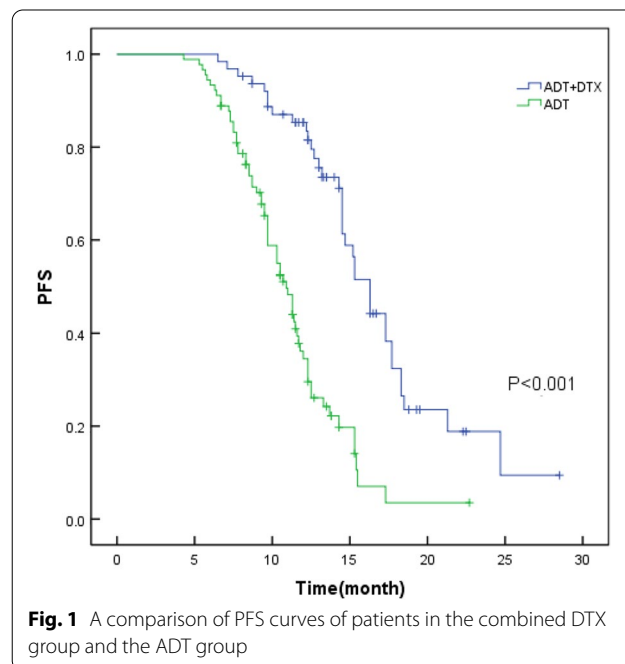 1.0
0.8
0.6
0.4
0.2
0.0
PFS
ADT+DTX
ADT
P<0.001
0 5 10 15 20 25 30
Time(month)
Fig. 1 A comparison of PFS curves of patients in the combined DTX
group and the ADT group